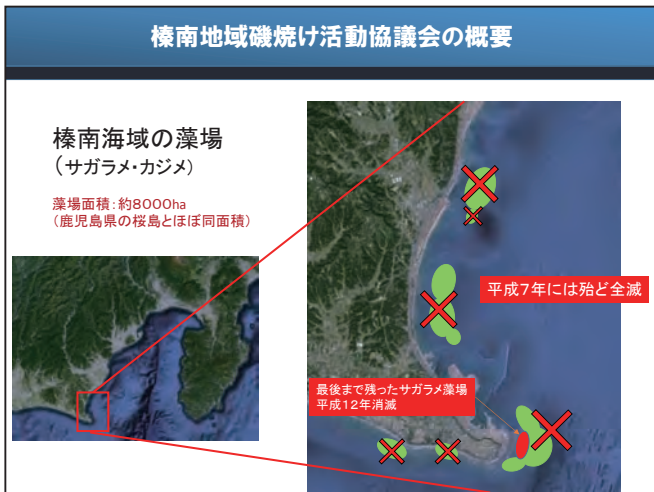 榛南地域磯焼け活動協議会の概要
榛南海域の藻場
（サガラメ・カジメ）
藻場面積：約8000ha
（鹿児島県の桜島とほぼ同面積）
平成７年には殆ど全滅
最後まで残ったサガラメ藻場
平成１２年消滅